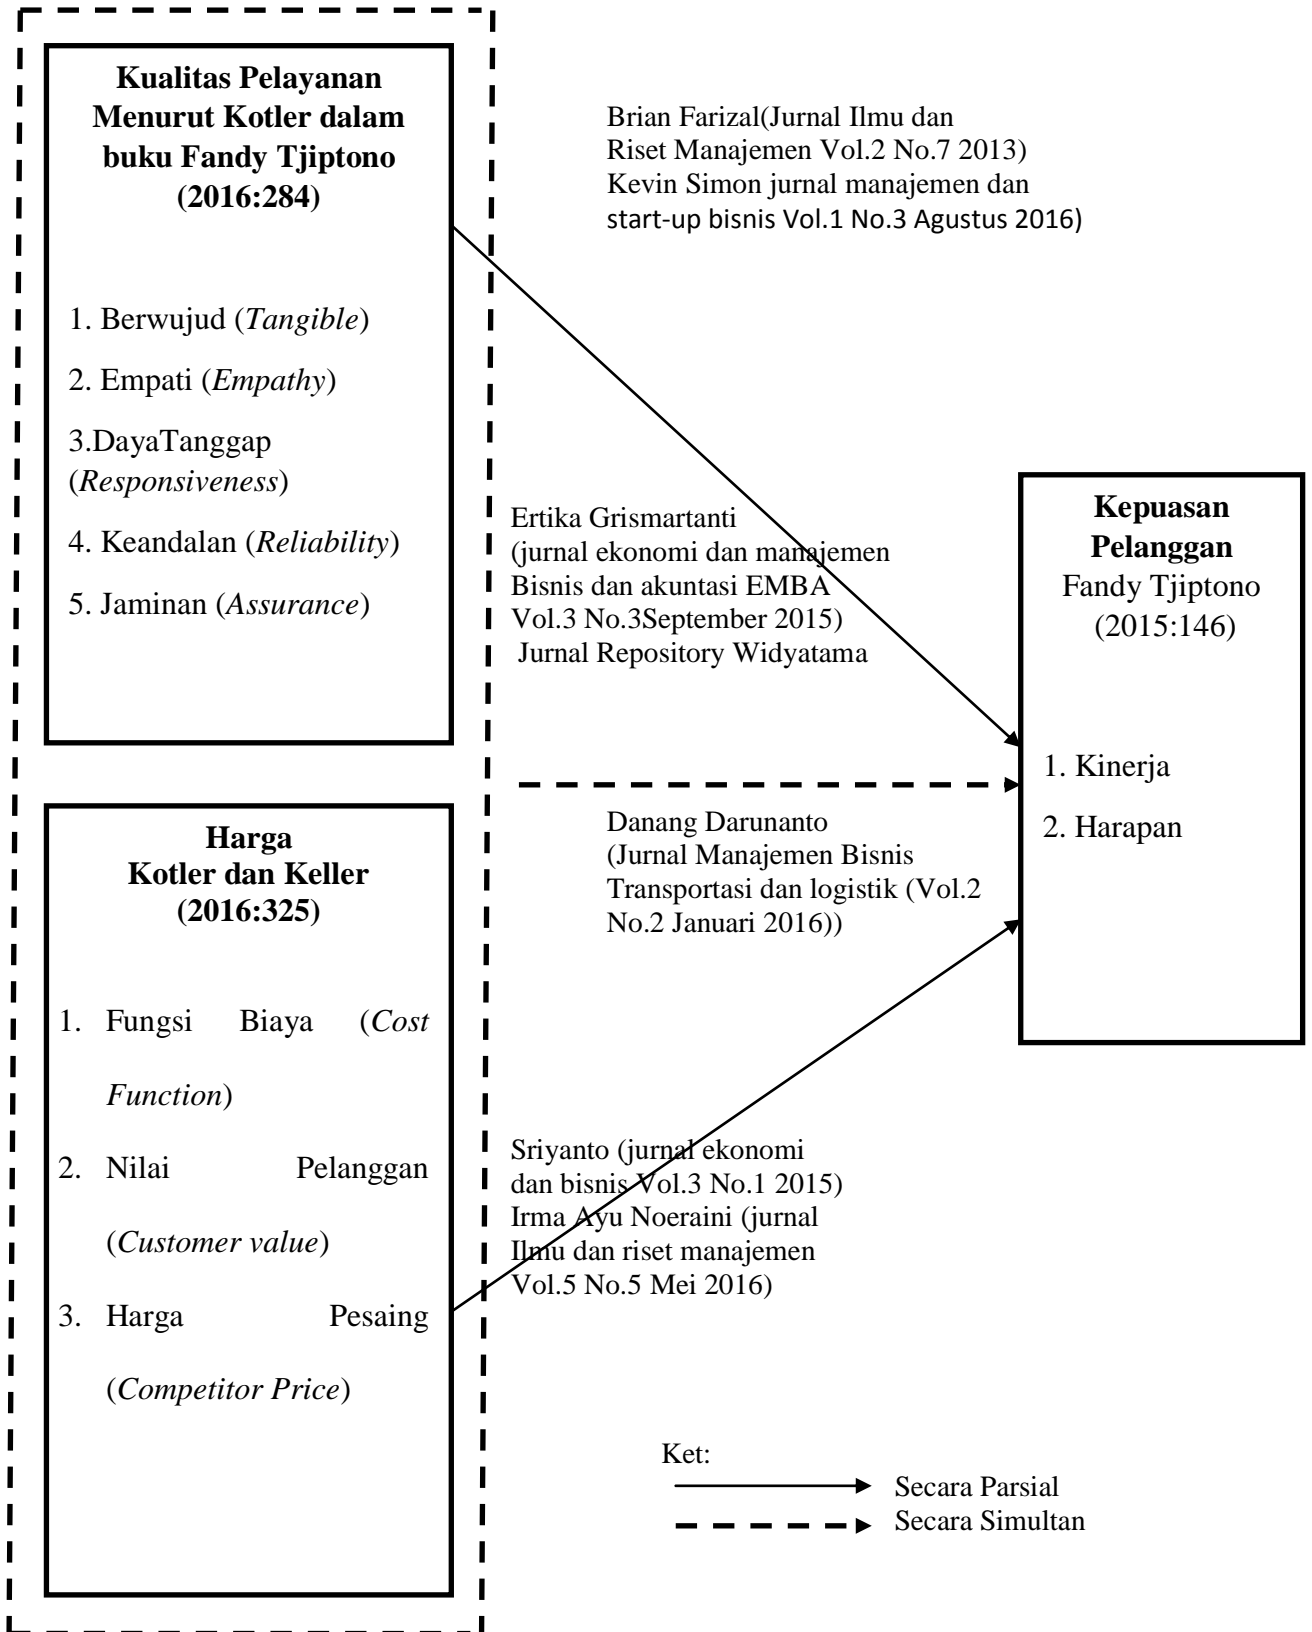 Kualitas Pelayanan
Menurut Kotler dalam
buku Fandy Tjiptono
(2016:284)
1. Berwujud (Tangible)
2. Empati (Empathy)
3.DayaTanggap
(Responsiveness)
4. Keandalan (Reliability)
5. Jaminan (Assurance)
Harga
Kotler dan Keller
(2016:325)
1. Fungsi Biaya (Cost
Function)
2. Nilai Pelanggan
(Customer value)
3. Harga Pesaing
(Competitor Price)
Brian Farizal(Jurnal Ilmu dan
Riset Manajemen Vol.2 No.7 2013)
Kevin Simon jurnal manajemen dan
start-up bisnis Vol.1 No.3 Agustus 2016)
Ertika Grismartanti
(jurnal ekonomi dan manajemen
Bisnis dan akuntasi EMBA
Vol.3 No.3September 2015)
Jurnal Repository Widyatama
Danang Darunanto
(Jurnal Manajemen Bisnis
Transportasi dan logistik (Vol.2
No.2 Januari 2016))
Sriyanto (jurnal ekonomi
dan bisnis Vol.3 No.1 2015)
Irma Ayu Noeraini (jurnal
Ilmu dan riset manajemen
Vol.5 No.5 Mei 2016)
Kepuasan
Pelanggan
Fandy Tjiptono
(2015:146)
1. Kinerja
2. Harapan
Ket:
Secara Parsial
Secara Simultan